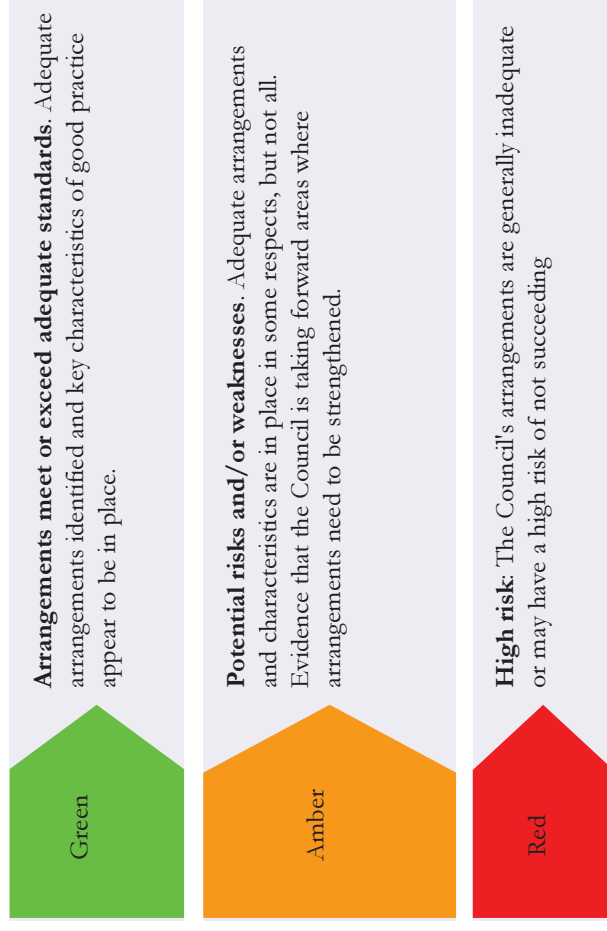 Green
Arrangements meet or exceed adequate standards. Adequate
arrangements identified and key characteristics of good practice
appear to be in place.
Amber
Potential risks and/or weaknesses. Adequate arrangements
and characteristics are in place in some respects, but not all.
Evidence that the Council is taking forward areas where
arrangements need to be strengthened.
Red
High risk: The Council's arrangements are generally inadequate
or may have a high risk of not succeeding